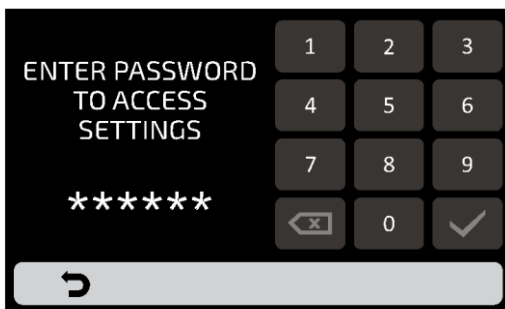 ENTER PASSWORD
TO ACCESS
SETTINGS
******
1 2 3
4 5 6
7 8 9
0